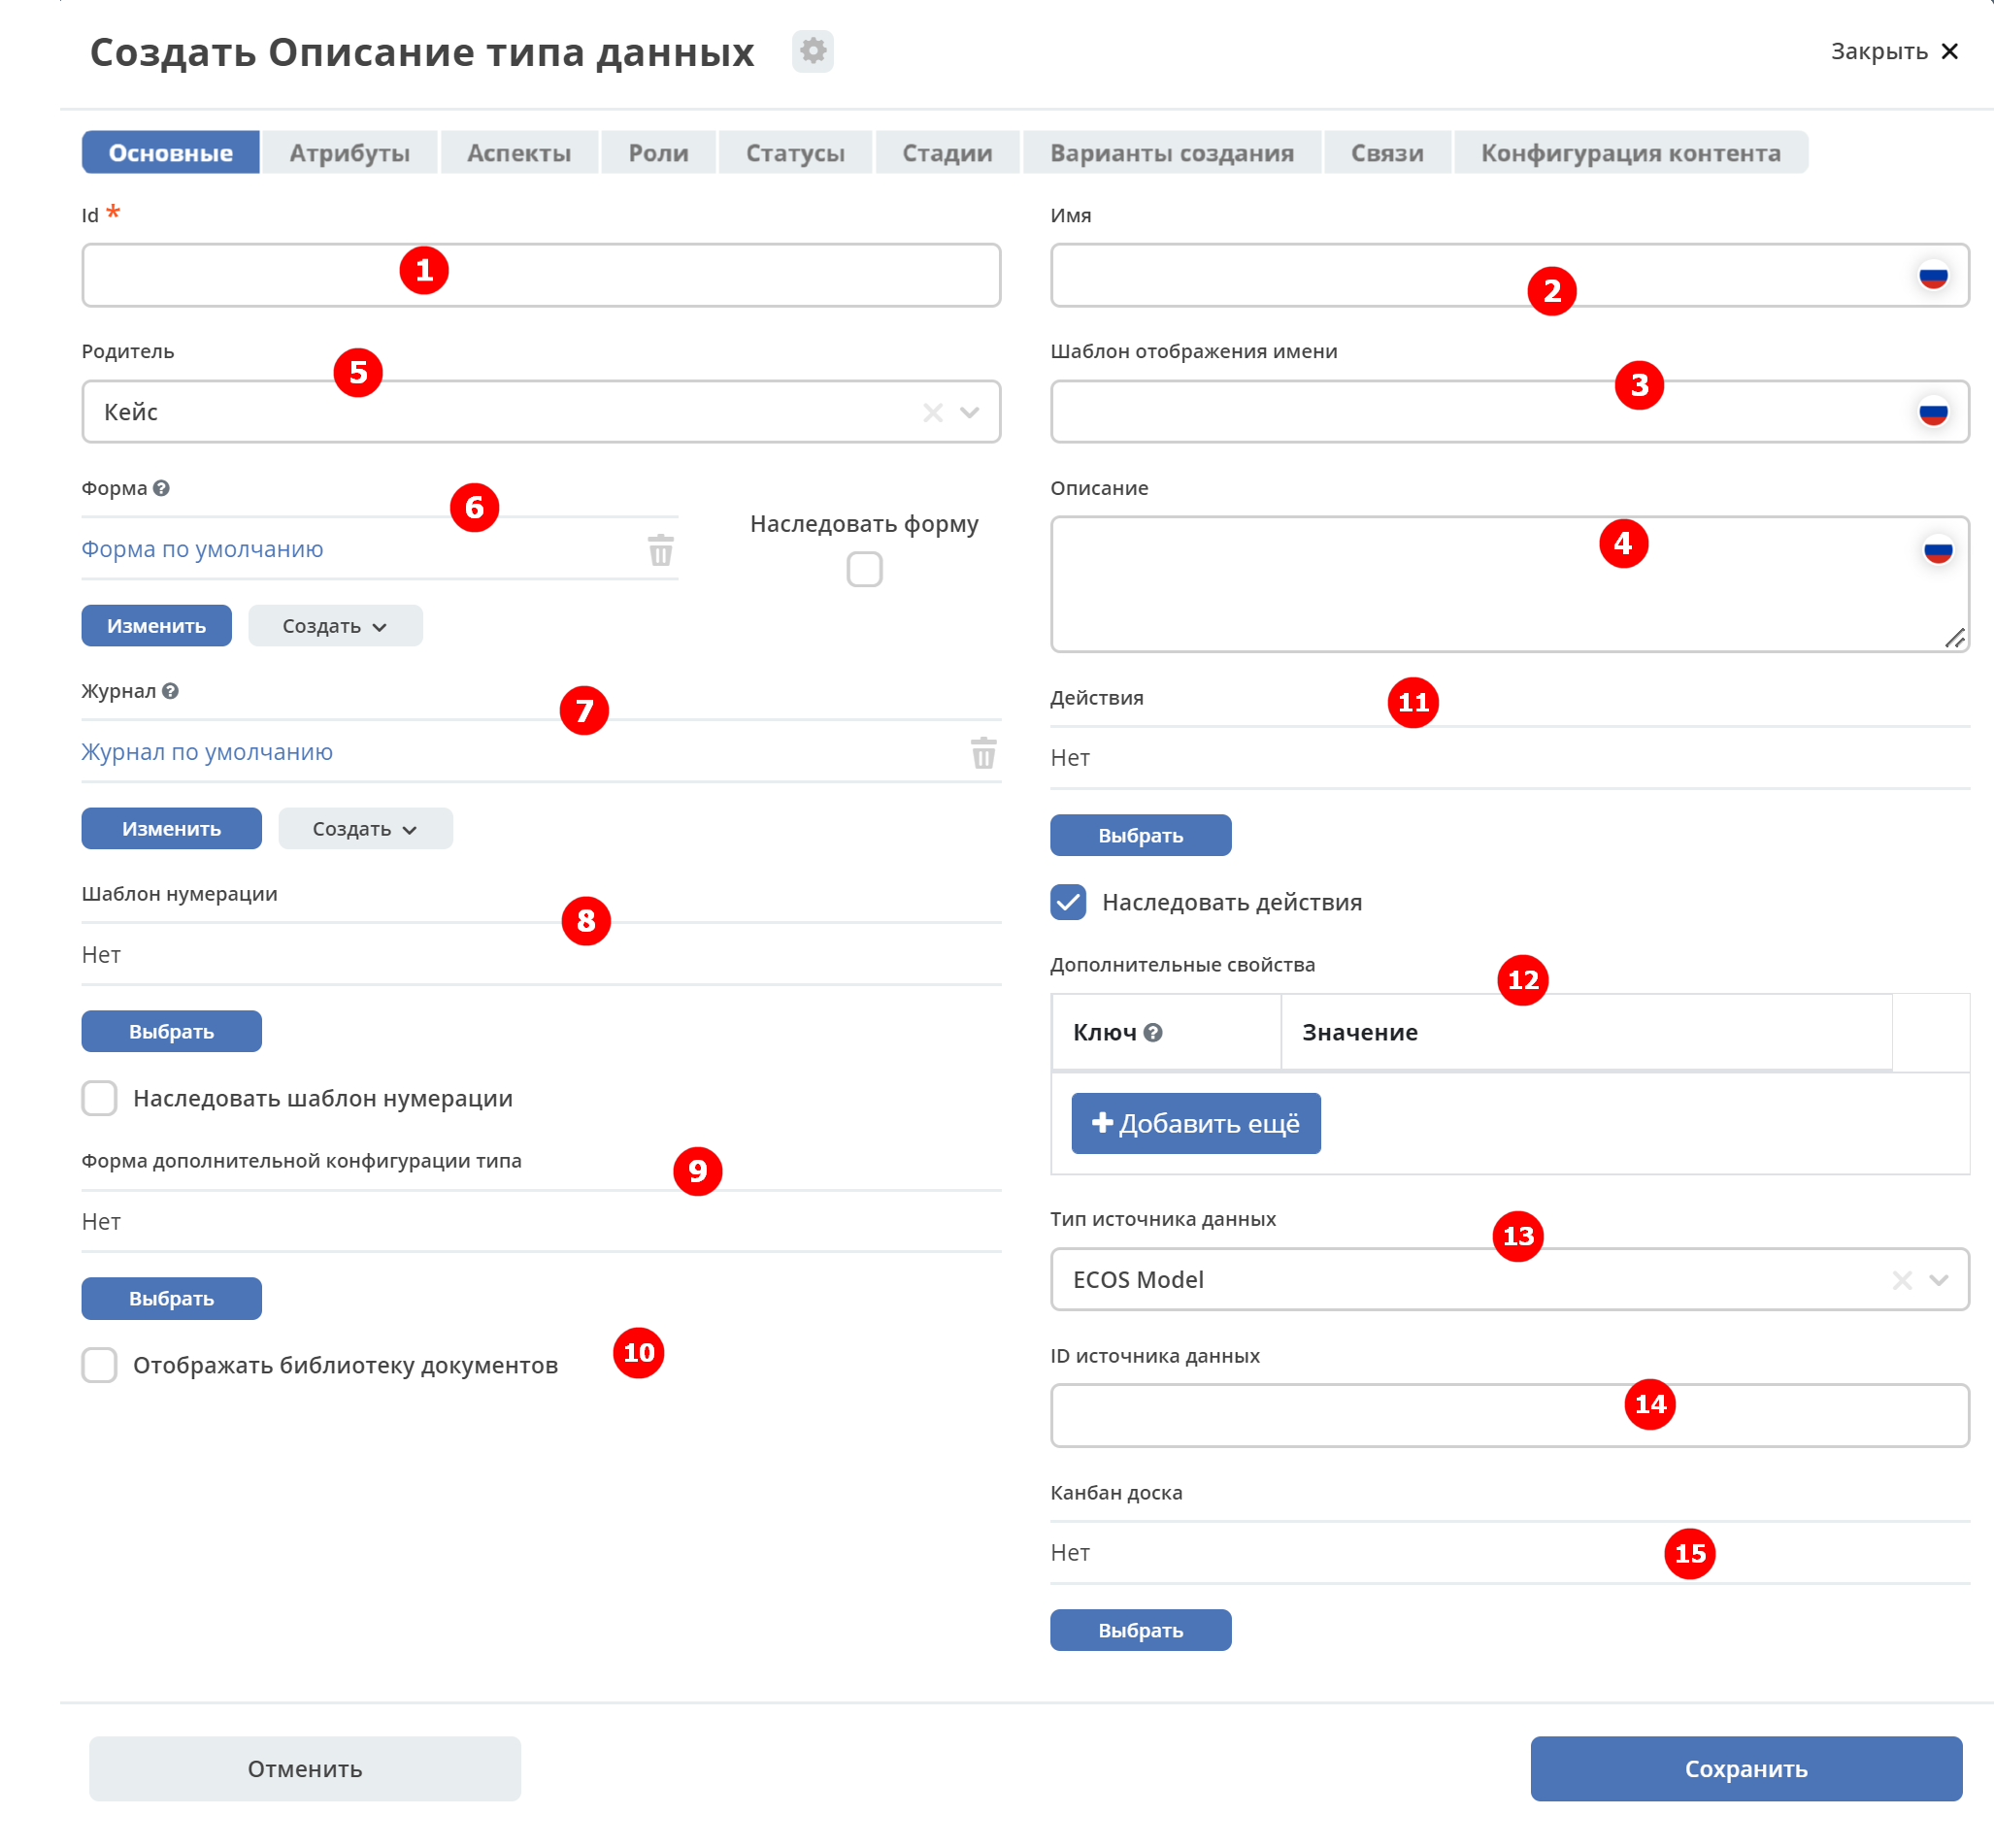 Создать Описание типа данных
Закрыть
Основные Атрибуты Аспекты Роли Статусы Стадии Варианты создания Связи Конфигурация контента
Id *
1
Родитель
5
Кейс
Форма
6
Форма по умолчанию
Наследовать форму
Изменить Создать
Журнал
7
Журнал по умолчанию
Изменить Создать
Шаблон нумерации
8
Нет
Выбрать
Наследовать шаблон нумерации
Форма дополнительной конфигурации типа
9
Нет
Выбрать
Отображать библиотеку документов
10
Имя
2
Шаблон отображения имени
3
Описание
4
Действия
11
Нет
Выбрать
Наследовать действия
Дополнительные свойства
12
Ключ Значение
Добавить ещё
Тип источника данных
13
ECOS Model
ID источника данных
14
Канбан доска
Нет
15
Выбрать
Отменить
Сохранить